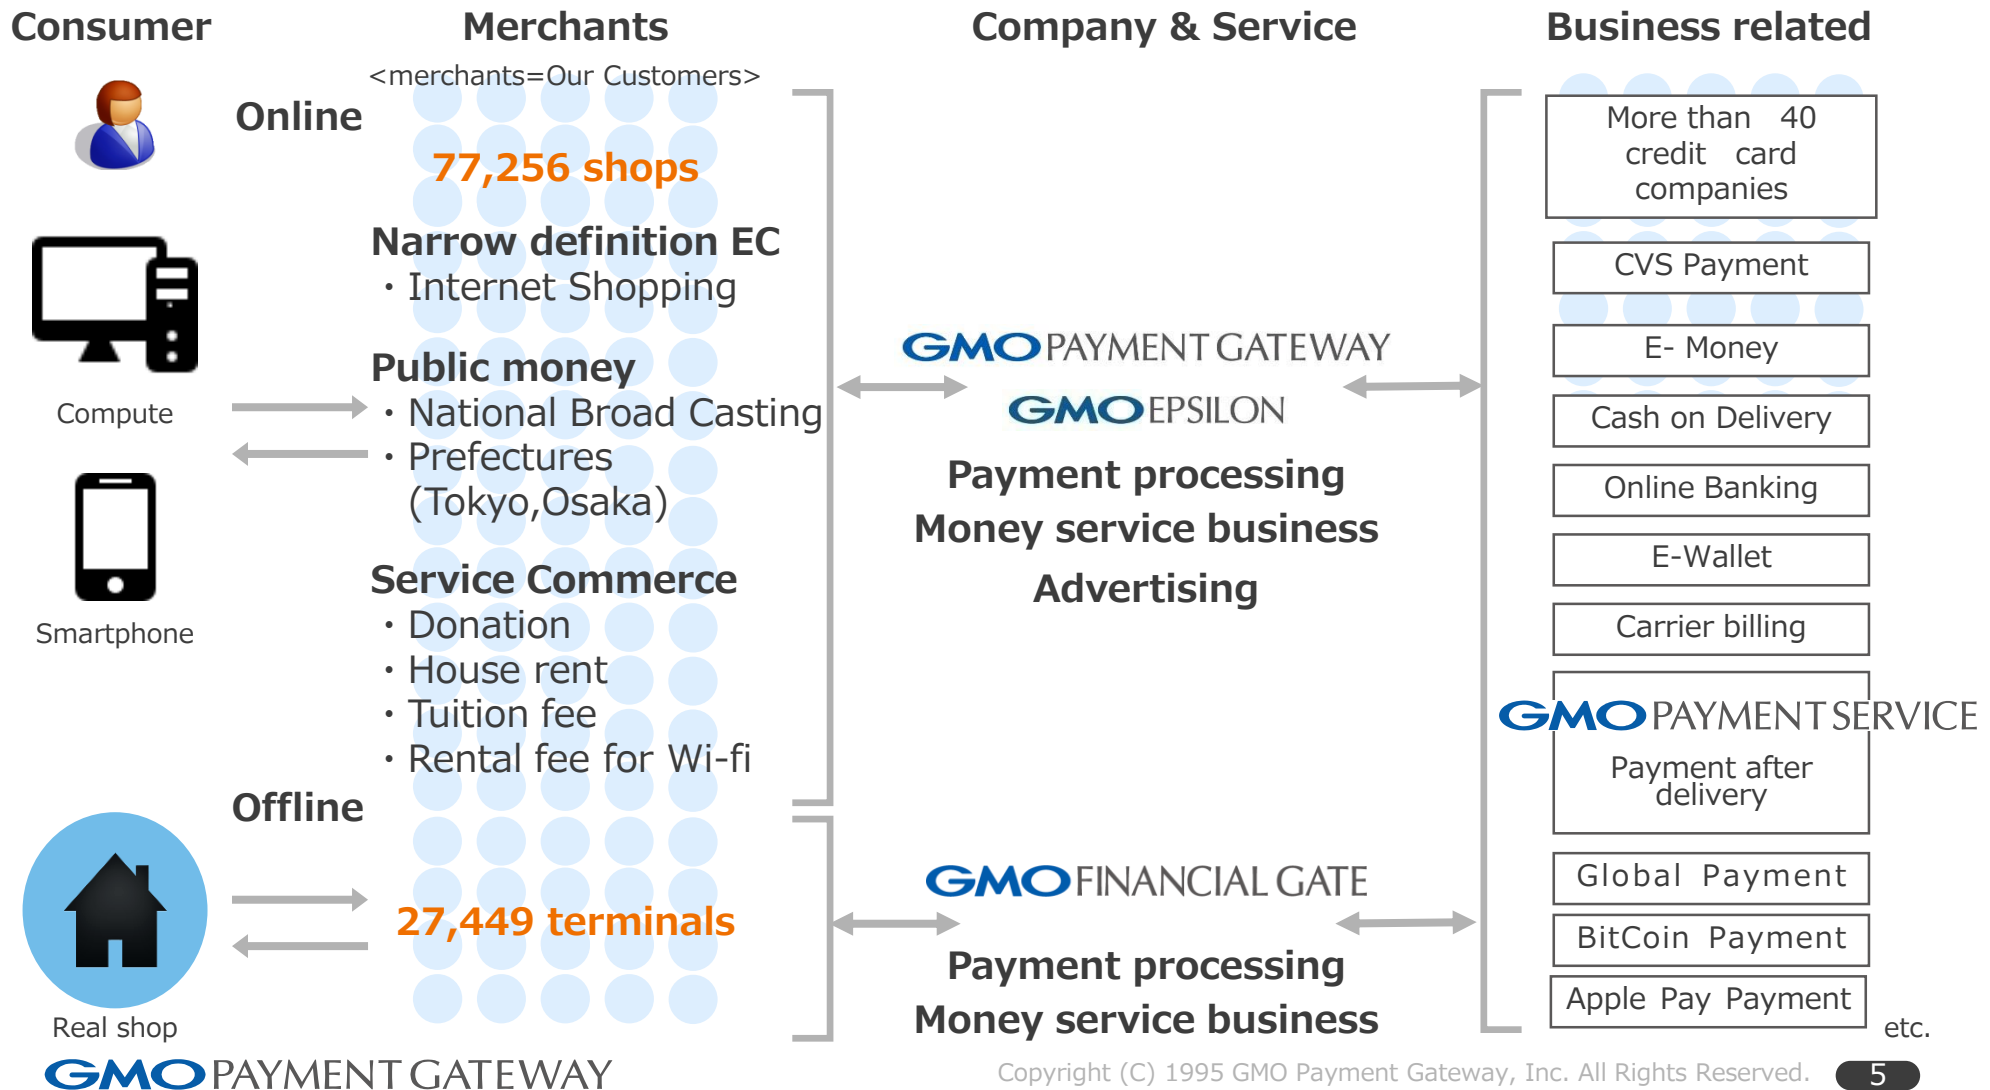 Consumer
Merchants
Company & Service
Business related
<merchants=Our Customers>
Online
77,256 shops
Narrow definition EC
・Internet Shopping
Public money
・National Broad Casting
・Prefectures
(Tokyo,Osaka)
Service Commerce
・Donation
・House rent
・Tuition fee
・Rental fee for Wi-fi
Compute
Smartphone
Offline
27,449 terminals
Real shop
GMO PAYMENT GATEWAY
GMO EPSILON
Payment processing
Money service business
Advertising
GMO FINANCIAL GATE
Payment processing
Money service business
More than 40
credit card
companies
CVS Payment
E- Money
Cash on Delivery
Online Banking
E-Wallet
Carrier billing
GMO PAYMENT SERVICE
Payment after
delivery
Global Payment
BitCoin Payment
Apple Pay Payment
etc.
GMO PAYMENT GATEWAY
Copyright (C) 1995 GMO Payment Gateway, Inc. All Rights Reserved.
5